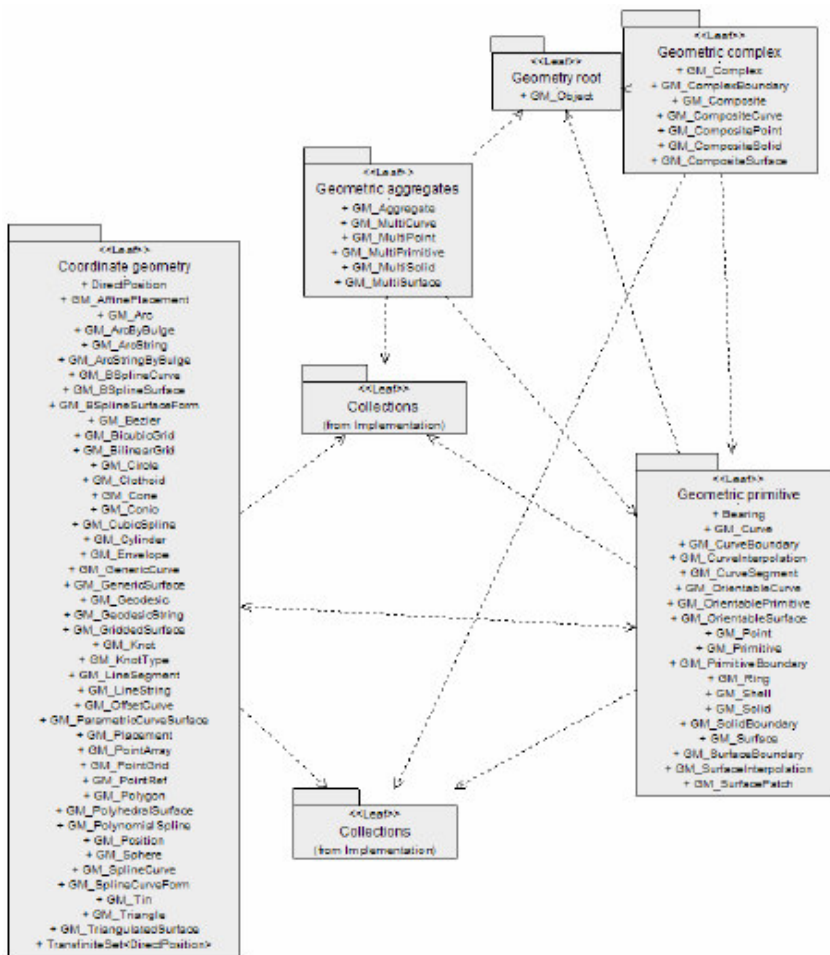 <<Leaf>>
Geometry root
+ GM_Object
<<Leaf>>
Geometric complex
+ GM_Complex
+ GM_ComplexBoundary
+ GM_Composite
+ GM_CompositeCurve
+ GM_CompositePoint
+ GM_CompositeSolid
+ GM_CompositeSurface
<<Leaf>>
Geometric aggregates
+ GM_Aggregate
+ GM_MultiCurve
+ GM_MultiPoint
+ GM_MultiPrimitive
+ GM_MultiSolid
+ GM_MultiSurface
<<Leaf>>
Coordinate geometry
+ DirectPosition
+ GM_AffinePlacement
+ GM_Arc
+ GM_ArcByBulge
+ GM_ArcString
+ GM_ArcStringByBulge
+ GM_BSplineCurve
+ GM_BSplineSurface
+ GM_BSplineSurfaceForm
+ GM_Bezier
+ GM_BicubicGrid
+ GM_BilinearGrid
+ GM_Circle
+ GM_Clothoid
+ GM_Cone
+ GM_Conic
+ GM_CubicSpline
+ GM_Cylinder
+ GM_Envelope
+ GM_GenericCurve
+ GM_GenericSurface
+ GM_Geodesic
+ GM_GeodesicString
+ GM_GriddedSurface
+ GM_Knot
+ GM_KnotType
+ GM_LineSegment
+ GM_LineString
+ GM_OffsetCurve
+ GM_ParametricCurveSurface
+ GM_Placement
+ GM_PointArray
+ GM_PointGrid
+ GM_PointRef
+ GM_Polygon
+ GM_PolyhedralSurface
+ GM_PolynomialSpline
+ GM_Position
+ GM_Sphere
+ GM_SplineCurve
+ GM_SplineCurveForm
+ GM_Tin
+ GM_Triangle
+ GM_TriangulatedSurface
+ TransfiniteSet<DirectPosition>
<<Leaf>>
Collections
(from Implementation)
<<Leaf>>
Geometric primitive
+ Bearing
+ GM_Curve
+ GM_CurveBoundary
+ GM_CurveInterpolation
+ GM_CurveSegment
+ GM_OrientableCurve
+ GM_OrientablePrimitive
+ GM_OrientableSurface
+ GM_Point
+ GM_Primitive
+ GM_PrimitiveBoundary
+ GM_Ring
+ GM_Shell
+ GM_Solid
+ GM_SolidBoundary
+ GM_Surface
+ GM_SurfaceBoundary
+ GM_SurfaceInterpolation
+ GM_SurfacePatch
<<Leaf>>
Collections
(from Implementation)